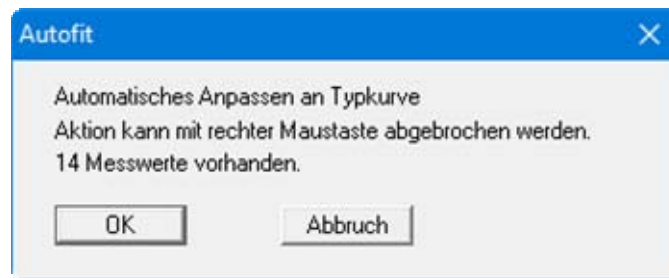 Autofit
Automatisches Anpassen an Typkurve
Aktion kann mit rechter Maustaste abgebrochen werden.
14 Messwerte vorhanden.
OK Abbruch